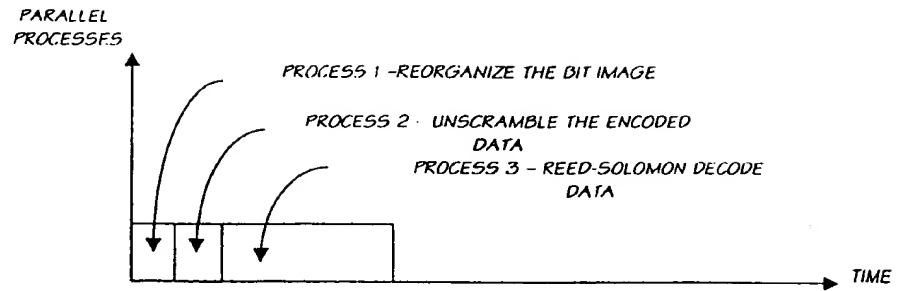 PARALLEL
PROCESSES
PROCESS 1 -REORGANIZE THE BIT IMAGE
PROCESS 2 - UNSCRAMBLE THE ENCODED
DATA
PROCESS 3 - REED-SOLOMON DECODE
DATA
TIME